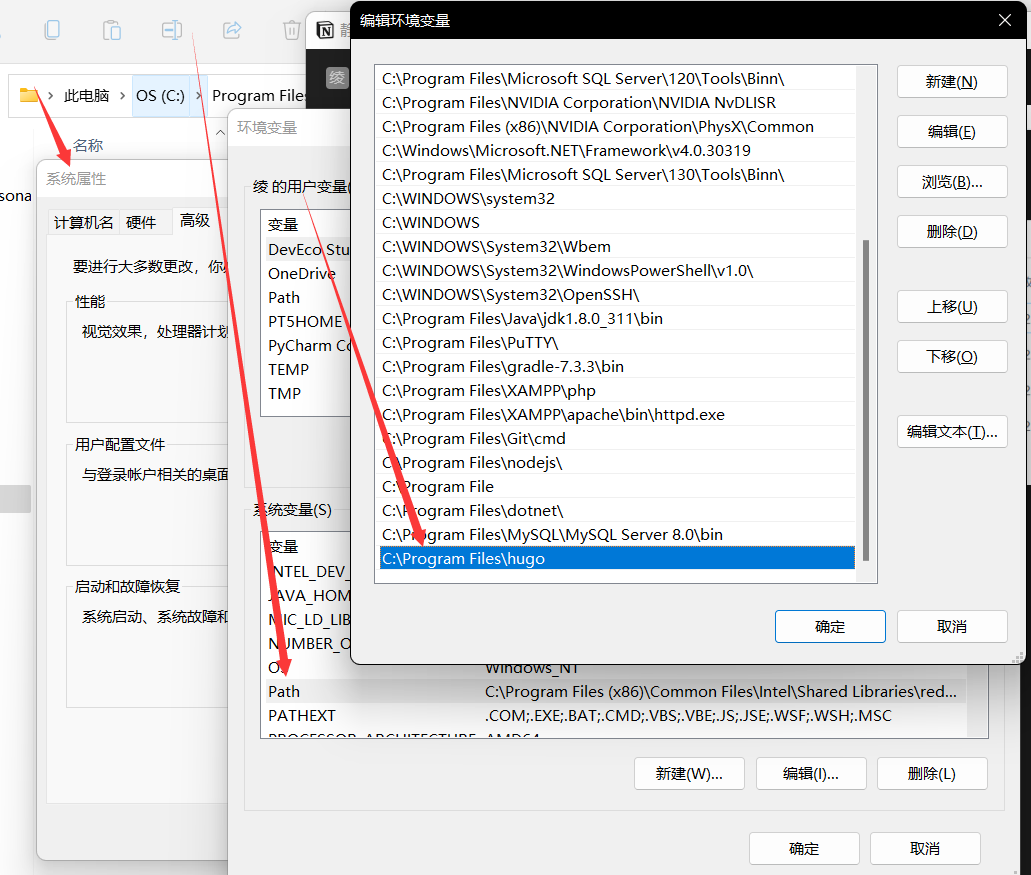 静
编辑环境变量
绫
此电脑
OS (C:)
Program Files
名称
sona
环境变量
系统属性
计算机名
硬件
高级
要进行大多数更改，你
性能
视觉效果，处理器计划
用户配置文件
与登录帐户相关的桌面
启动和故障恢复
系统启动、系统故障和
绫 的用户变量(
变量
DevEco Stu
OneDrive
Path
PT5HOME
PyCharm Co
TEMP
TMP
系统变量(S)
变量
INTEL_DEV_
JAVA_HOM
MIC_LD_LIB
NUMBER_O
OS
Windows_NT
Path
C:\Program Files (x86)\Common Files\Intel\Shared Libraries\red...
PATHEXT
.COM;.EXE;.BAT;.CMD;.VBS;.VBE;.JS;.JSE;.WSF;.WSH;.MSC
PROCESSOR_ARCHITECTURE
AMD64
新建(W)...
编辑(I)...
删除(L)
确定
取消
C:\Program Files\Microsoft SQL Server\120\Tools\Binn\
C:\Program Files\NVIDIA Corporation\NVIDIA NvDLISR
C:\Program Files (x86)\NVIDIA Corporation\PhysX\Common
C:\Windows\Microsoft.NET\Framework\v4.0.30319
C:\Program Files\Microsoft SQL Server\130\Tools\Binn\
C:\WINDOWS\system32
C:\WINDOWS
C:\WINDOWS\System32\Wbem
C:\WINDOWS\System32\WindowsPowerShell\v1.0\
C:\WINDOWS\System32\OpenSSH\
C:\Program Files\Java\jdk1.8.0_311\bin
C:\Program Files\PuTTY\
C:\Program Files\gradle-7.3.3\bin
C:\Program Files\XAMPP\php
C:\Program Files\XAMPP\apache\bin\httpd.exe
C:\Program Files\Git\cmd
C:\Program Files\nodejs\
C:\Program File
C:\Program Files\dotnet\
C:\Program Files\MySQL\MySQL Server 8.0\bin
C:\Program Files\hugo
新建(N)
编辑(E)
浏览(B)...
删除(D)
上移(U)
下移(O)
编辑文本(T)...
确定
取消